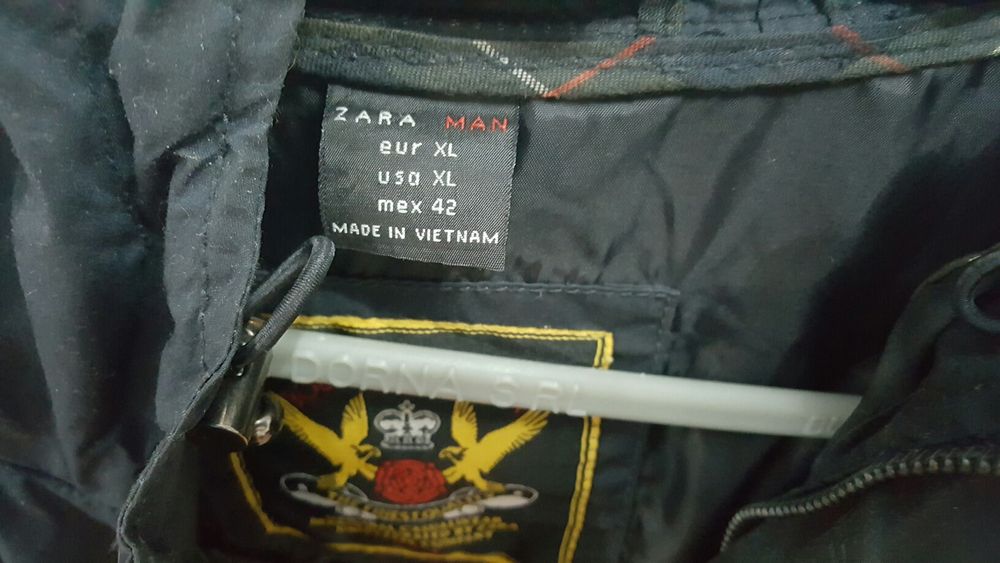 ZARA MAN
eur XL
usa XL
mex 42
MADE IN VIETNAM
DORNA S.R.L